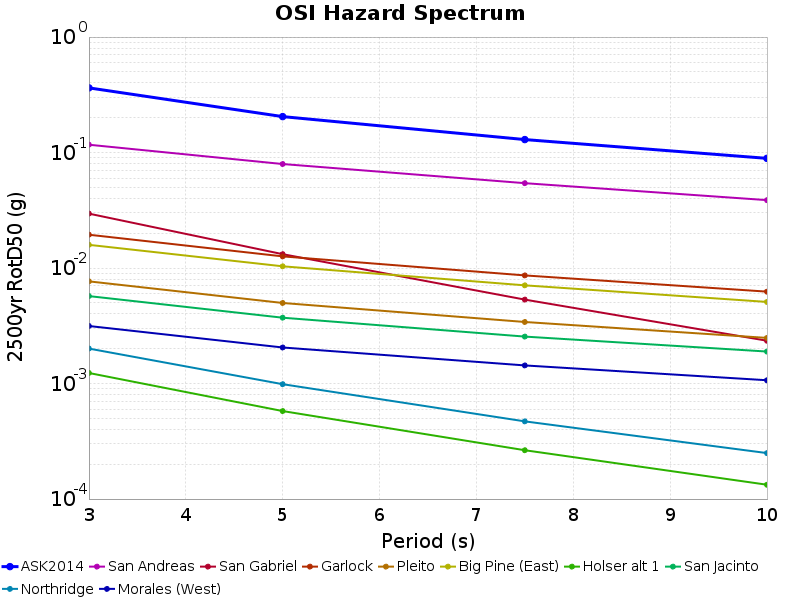 OSI Hazard Spectrum
10^0
10^-1
10^-2
10^-3
10^-4
2500yr RotD50 (g)
3 4 5 6 7 8 9 10
Period (s)
ASK2014 San Andreas San Gabriel Garlock Pleito Big Pine (East) Holser alt 1 San Jacinto
Northridge Morales (West)